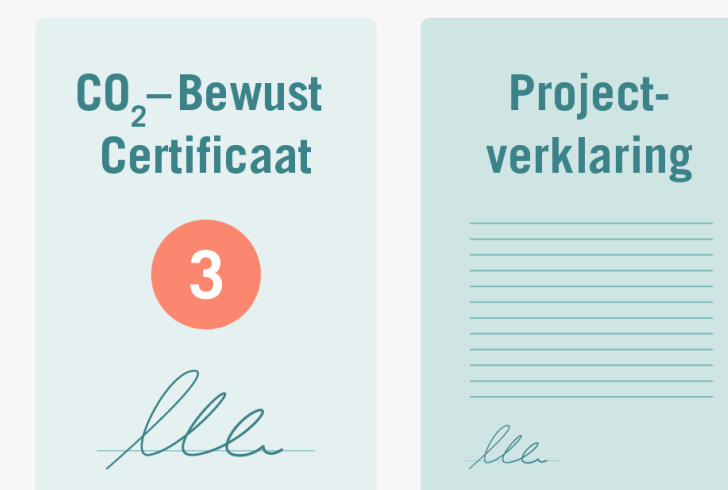 CO₂–Bewust
Certificaat
3
Project-
verklaring